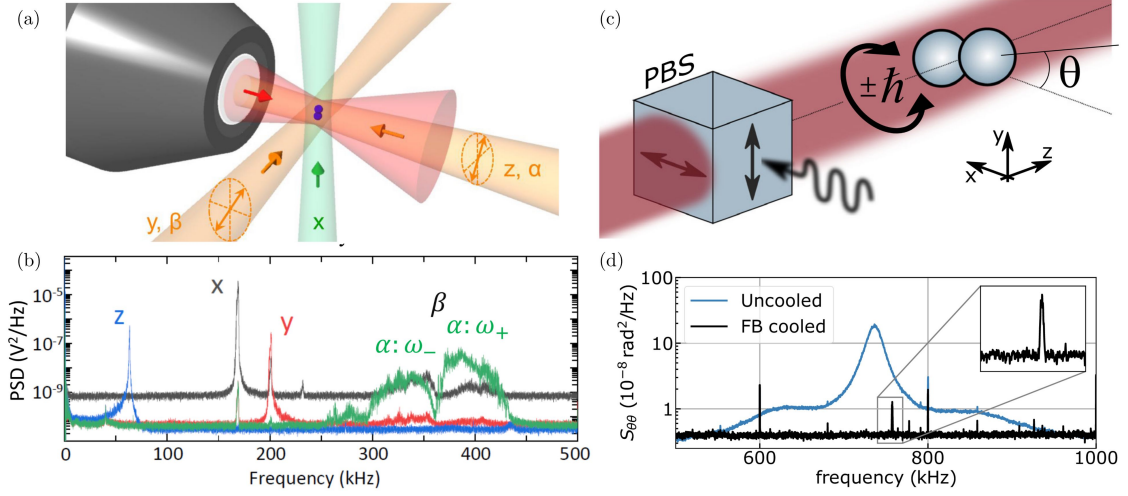 (a)
z, α
y, β
x
(b)
PSD (V²/Hz)
10⁻⁵
10⁻⁷
10⁻⁹
z
x
y
β
α: ω₋
α: ω₊
0
100
200
300
400
500
Frequency (kHz)
(c)
PBS
±ℏ
θ
y
x
z
(d)
S_θθ (10⁻⁸ rad²/Hz)
100
10
1
Uncooled
FB cooled
600
800
1000
frequency (kHz)